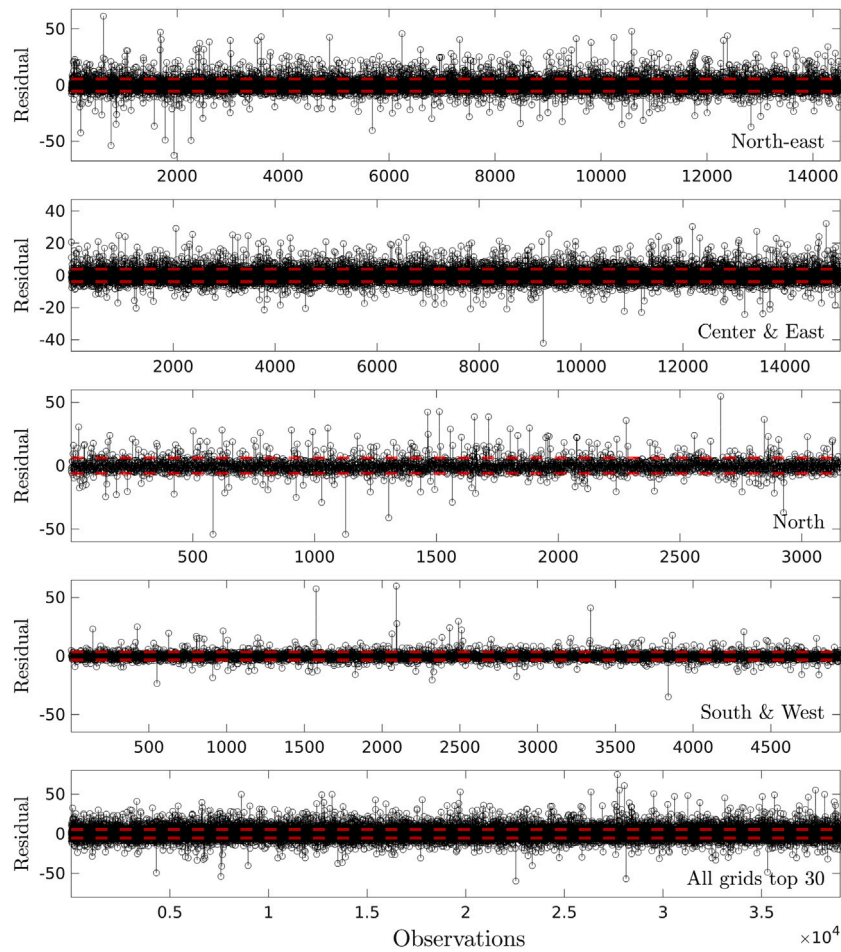 50
0
-50
Residual
North-east
2000 4000 6000 8000 10000 12000 14000
40
20
0
-20
-40
Residual
Center & East
2000 4000 6000 8000 10000 12000 14000
50
0
-50
Residual
North
500 1000 1500 2000 2500 3000
50
0
-50
Residual
South & West
500 1000 1500 2000 2500 3000 3500 4000 4500
50
0
-50
Residual
All grids top 30
0.5 1 1.5 2 2.5 3 3.5
×10⁴
Observations